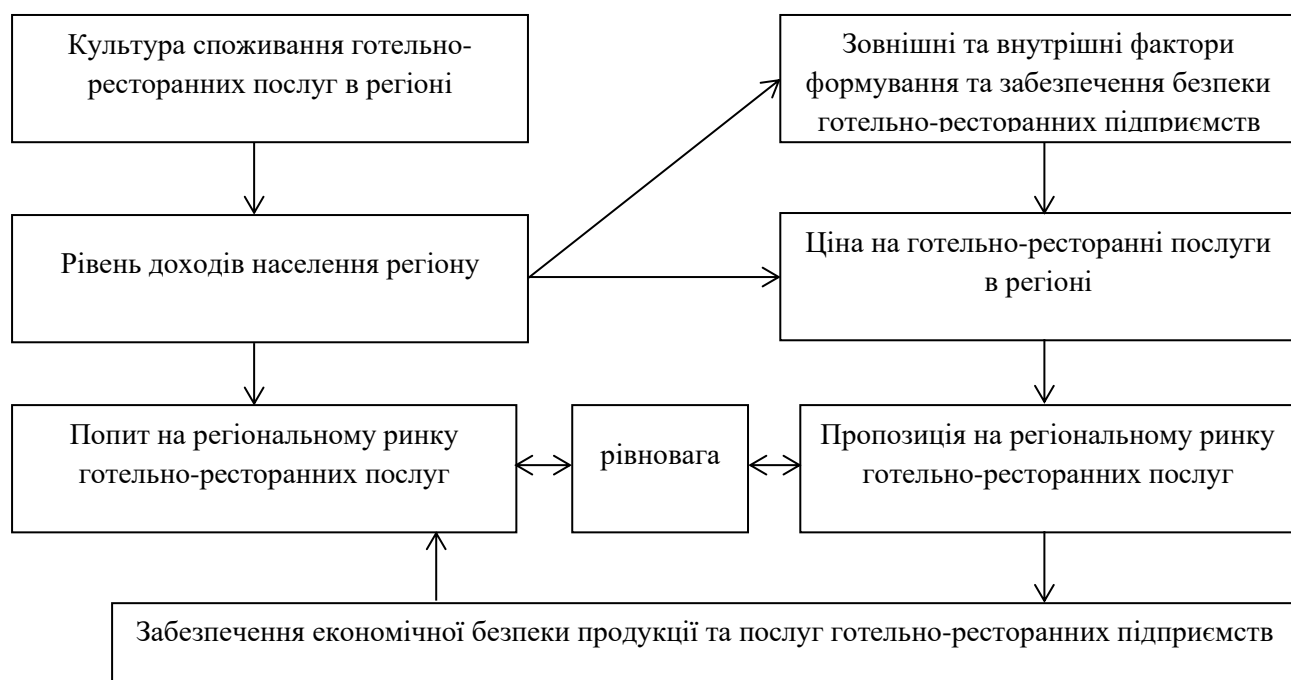 Культура споживання готельно-
ресторанних послуг в регіоні
Зовнішні та внутрішні фактори
формування та забезпечення безпеки
готельно-ресторанних підприємств
Рівень доходів населення регіону
Ціна на готельно-ресторанні послуги
в регіоні
Попит на регіональному ринку
готельно-ресторанних послуг
рівновага
Пропозиція на регіональному ринку
готельно-ресторанних послуг
Забезпечення економічної безпеки продукції та послуг готельно-ресторанних підприємств